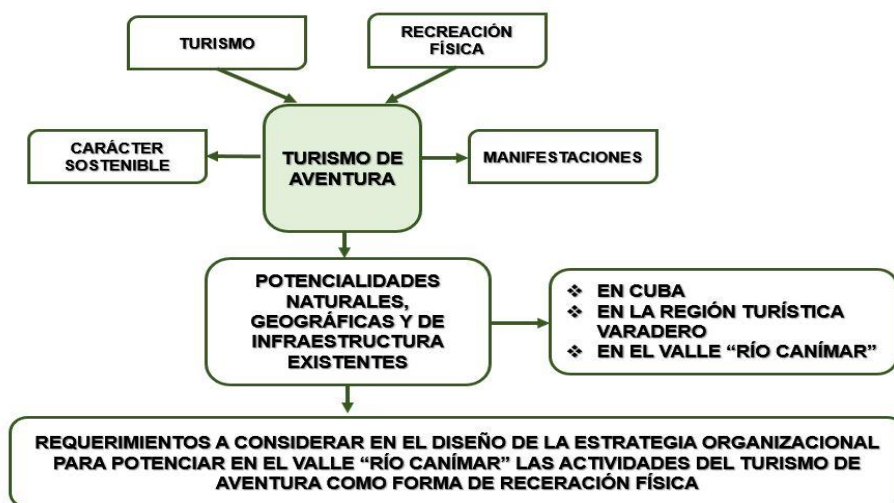 TURISMO
RECREACIÓN
FÍSICA
CARÁCTER
SOSTENIBLE
TURISMO DE
AVENTURA
MANIFESTACIONES
POTENCIALIDADES
NATURALES,
GEOGRÁFICAS Y DE
INFRAESTRUCTURA
EXISTENTES
❖ EN CUBA
❖ EN LA REGIÓN TURÍSTICA
VARADERO
❖ EN EL VALLE “RÍO CANÍMAR”
REQUERIMIENTOS A CONSIDERAR EN EL DISEÑO DE LA ESTRATEGIA ORGANIZACIONAL
PARA POTENCIAR EN EL VALLE “RÍO CANÍMAR” LAS ACTIVIDADES DEL TURISMO DE
AVENTURA COMO FORMA DE RECERACIÓN FÍSICA